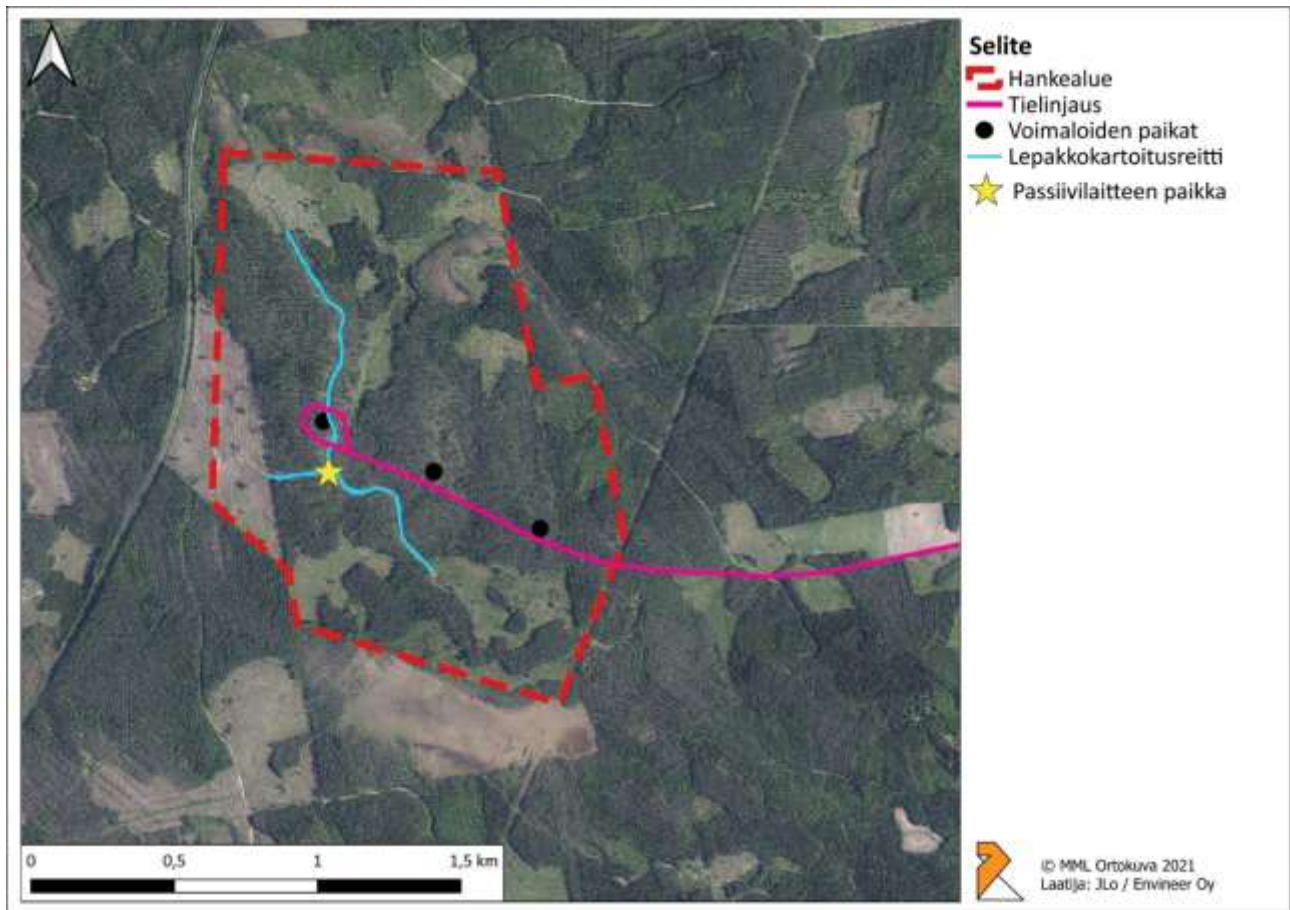 Selite
Hankealue
Tielinjaus
Voimaloiden paikat
Lepakkokartoitusreitti
Passiivilaitteen paikka
0 0,5 1 1,5 km
© MML Ortokuva 2021
Laatija: JLo / Envineer Oy